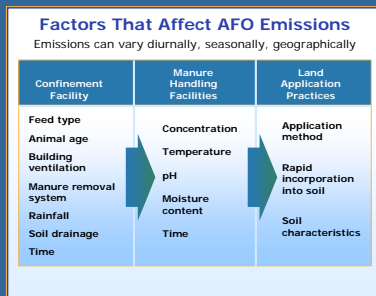 Factors That Affect AFO Emissions
Emissions can vary diurnally, seasonally, geographically
Confinement
Facility
Feed type
Animal age
Building
ventilation
Manure removal
system
Rainfall
Soil drainage
Time
Manure
Handling
Facilities
Concentration
Temperature
pH
Moisture
content
Time
Land
Application
Practices
Application
method
Rapid
incorporation
into soil
Soil
characteristics